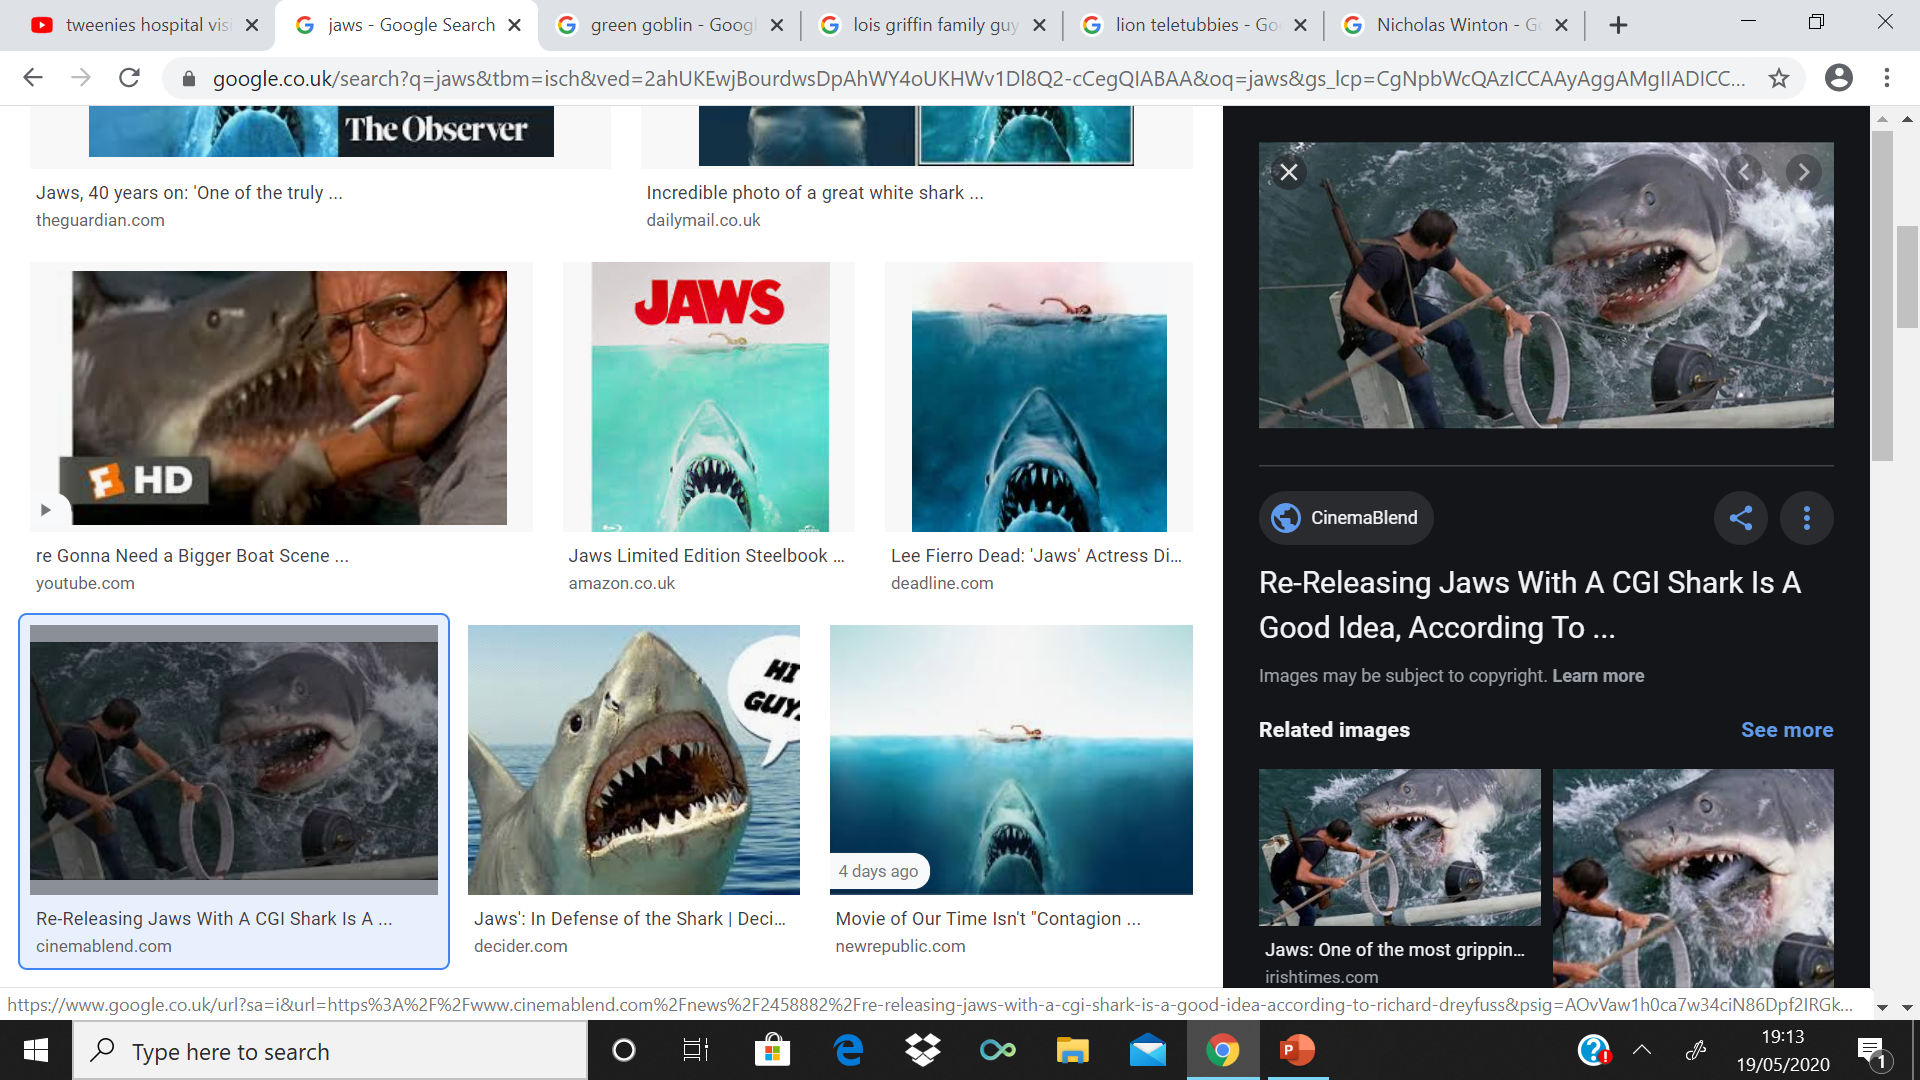 tweenies hospital visi
jaws - Google Search
green goblin - Googl
lois griffin family guy
lion teletubbies - Go
Nicholas Winton - G
google.co.uk/search?q=jaws&tbm=isch&ved=2ahUKEwjBourdwsDpAhWY4oUKHWv1Dl8Q2-cCegQIABAA&oq=jaws&gs_lcp=CgNpbWcQAzICCAAyAggAMgIIADICC...
The Observer
Jaws, 40 years on: 'One of the truly ...
theguardian.com
Incredible photo of a great white shark ...
dailymail.co.uk
HD
re Gonna Need a Bigger Boat Scene ...
youtube.com
JAWS
Jaws Limited Edition Steelbook ...
amazon.co.uk
Lee Fierro Dead: 'Jaws' Actress Di...
deadline.com
Re-Releasing Jaws With A CGI Shark Is A ...
cinemablend.com
HI
GUY
Jaws': In Defense of the Shark | Deci...
decider.com
4 days ago
Movie of Our Time Isn't "Contagion ...
newrepublic.com
CinemaBlend
Re-Releasing Jaws With A CGI Shark Is A
Good Idea, According To ...
Images may be subject to copyright. Learn more
Related images
See more
Jaws: One of the most grippin...
irishtimes.com
https://www.google.co.uk/url?sa=i&url=https%3A%2F%2Fwww.cinemablend.com%2Fnews%2F2458882%2Fre-releasing-jaws-with-a-cgi-shark-is-a-good-idea-according-to-richard-dreyfuss&psig=AOvVaw1h0ca7w34ciN86Dpf2IRGk...
Type here to search
19:13
19/05/2020
1